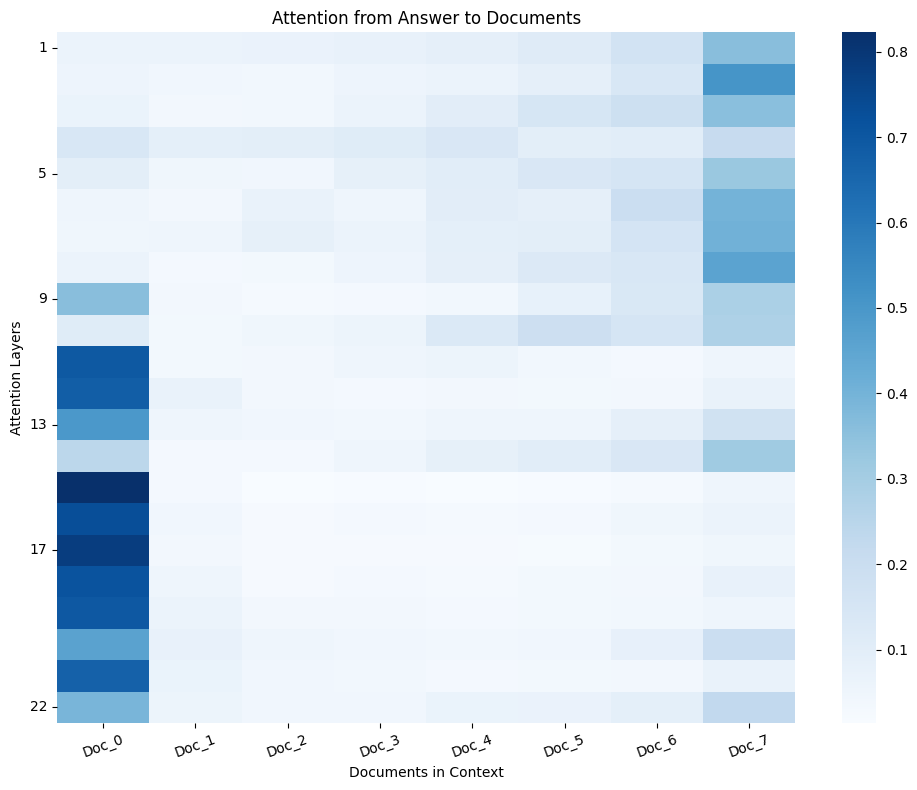 Attention from Answer to Documents
Attention Layers
1
5
9
13
17
22
Doc_0
Doc_1
Doc_2
Doc_3
Doc_4
Doc_5
Doc_6
Doc_7
Documents in Context
0.8
0.7
0.6
0.5
0.4
0.3
0.2
0.1